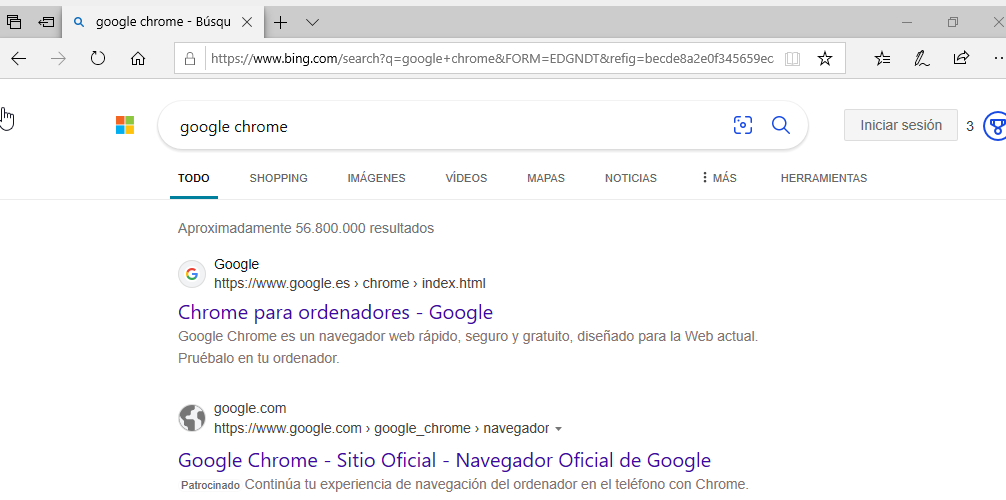 google chrome - Búsqu
https://www.bing.com/search?q=google+chrome&FORM=EDGNDT&refig=becde8a2e0f345659ec
google chrome
Iniciar sesión
3
TODO SHOPPING IMÁGENES VÍDEOS MAPAS NOTICIAS MÁS HERRAMIENTAS
Aproximadamente 56.800.000 resultados
Google
https://www.google.es › chrome › index.html
Chrome para ordenadores - Google
Google Chrome es un navegador web rápido, seguro y gratuito, diseñado para la Web actual.
Pruébalo en tu ordenador.
google.com
https://www.google.com › google_chrome › navegador
Google Chrome - Sitio Oficial - Navegador Oficial de Google
Patrocinado Continúa tu experiencia de navegación del ordenador en el teléfono con Chrome.